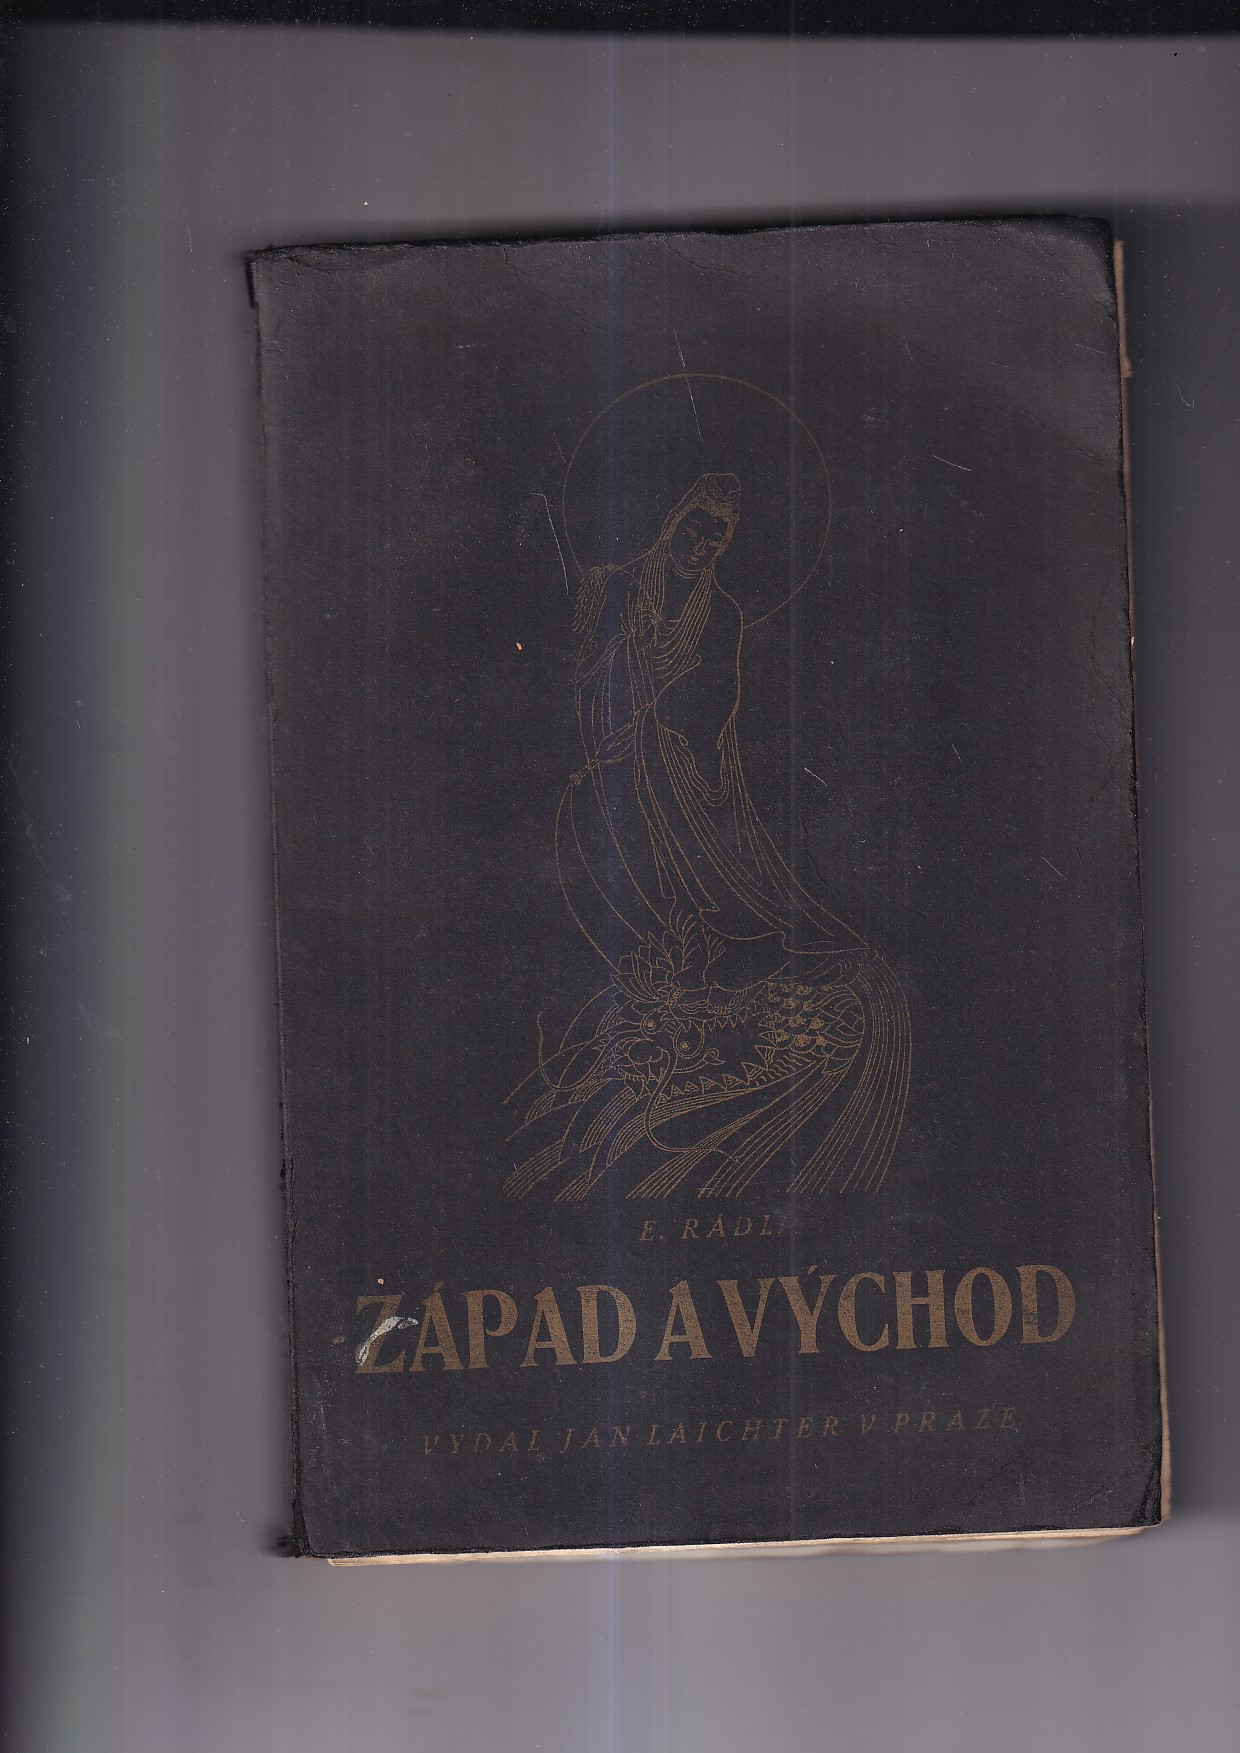 E. RÁDL:
ZÁPAD A VÝCHOD
VYDAL JAN LAICHTER V PRAZE